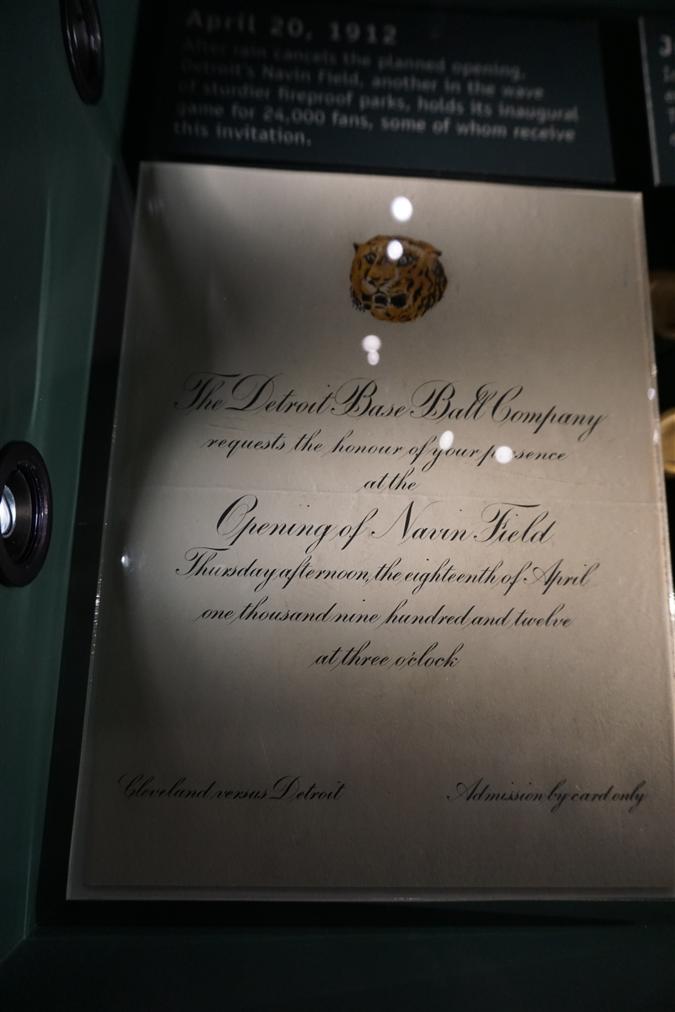 April 20, 1912
After rain cancels the planned opening,
Detroit's Navin Field, another in the wave
of sturdier fireproof parks, holds its inaugural
game for 24,000 fans, some of whom receive
this invitation.
The Detroit Base Ball Company
requests the honour of your presence
at the
Opening of Navin Field
Thursday afternoon, the eighteenth of April
one thousand nine hundred and twelve
at three o'clock
Cleveland versus Detroit
Admission by card only